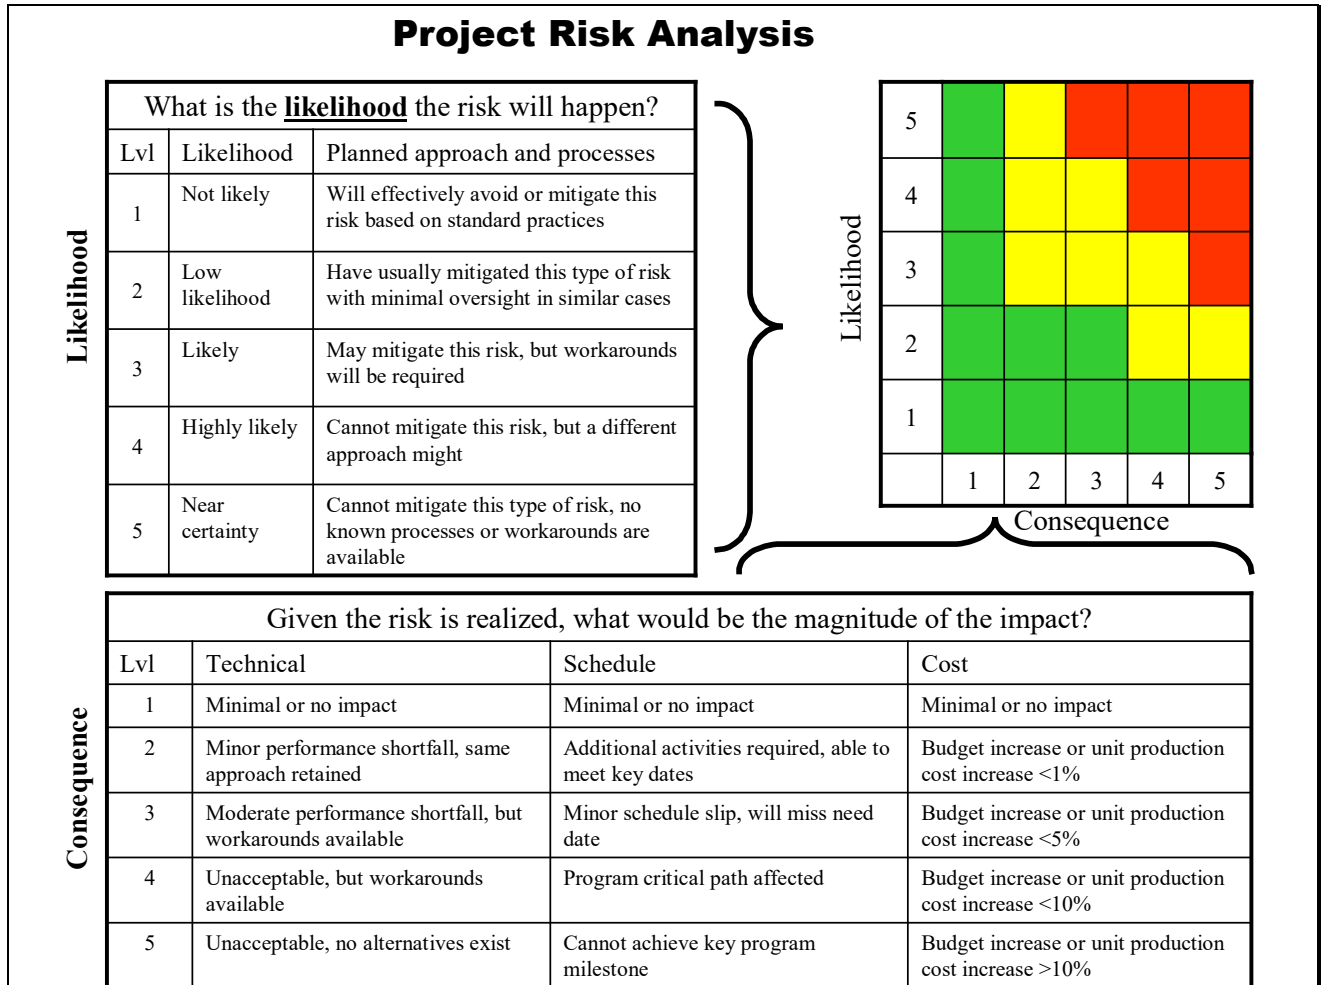 Project Risk Analysis
Likelihood
What is the likelihood the risk will happen?
Lvl Likelihood Planned approach and processes
1 Not likely Will effectively avoid or mitigate this
risk based on standard practices
2 Low
likelihood Have usually mitigated this type of risk
with minimal oversight in similar cases
3 Likely May mitigate this risk, but workarounds
will be required
4 Highly likely Cannot mitigate this risk, but a different
approach might
5 Near
certainty Cannot mitigate this type of risk, no
known processes or workarounds are
available
Likelihood
5
4
3
2
1
1 2 3 4 5
Consequence
Consequence
Given the risk is realized, what would be the magnitude of the impact?
Lvl Technical Schedule Cost
1 Minimal or no impact Minimal or no impact Minimal or no impact
2 Minor performance shortfall, same
approach retained Additional activities required, able to
meet key dates Budget increase or unit production
cost increase <1%
3 Moderate performance shortfall, but
workarounds available Minor schedule slip, will miss need
date Budget increase or unit production
cost increase <5%
4 Unacceptable, but workarounds
available Program critical path affected Budget increase or unit production
cost increase <10%
5 Unacceptable, no alternatives exist Cannot achieve key program
milestone Budget increase or unit production
cost increase >10%